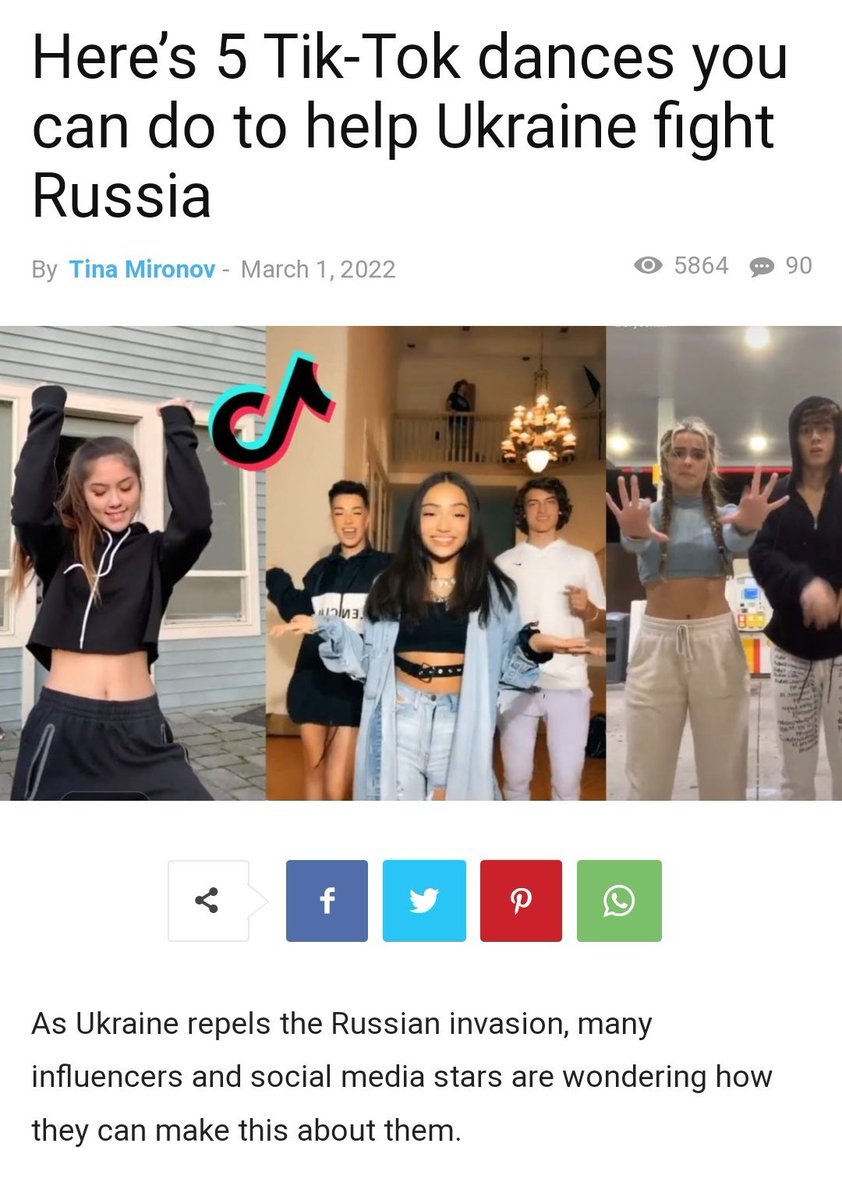 Here’s 5 Tik-Tok dances you
can do to help Ukraine fight
Russia
By Tina Mironov - March 1, 2022
5864
90
As Ukraine repels the Russian invasion, many
influencers and social media stars are wondering how
they can make this about them.